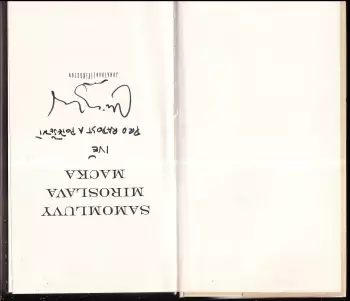 SAMOMLUVY
MIROSLAVA
MACKA
IVĚ
PRO RADOST A POTĚŠENÍ